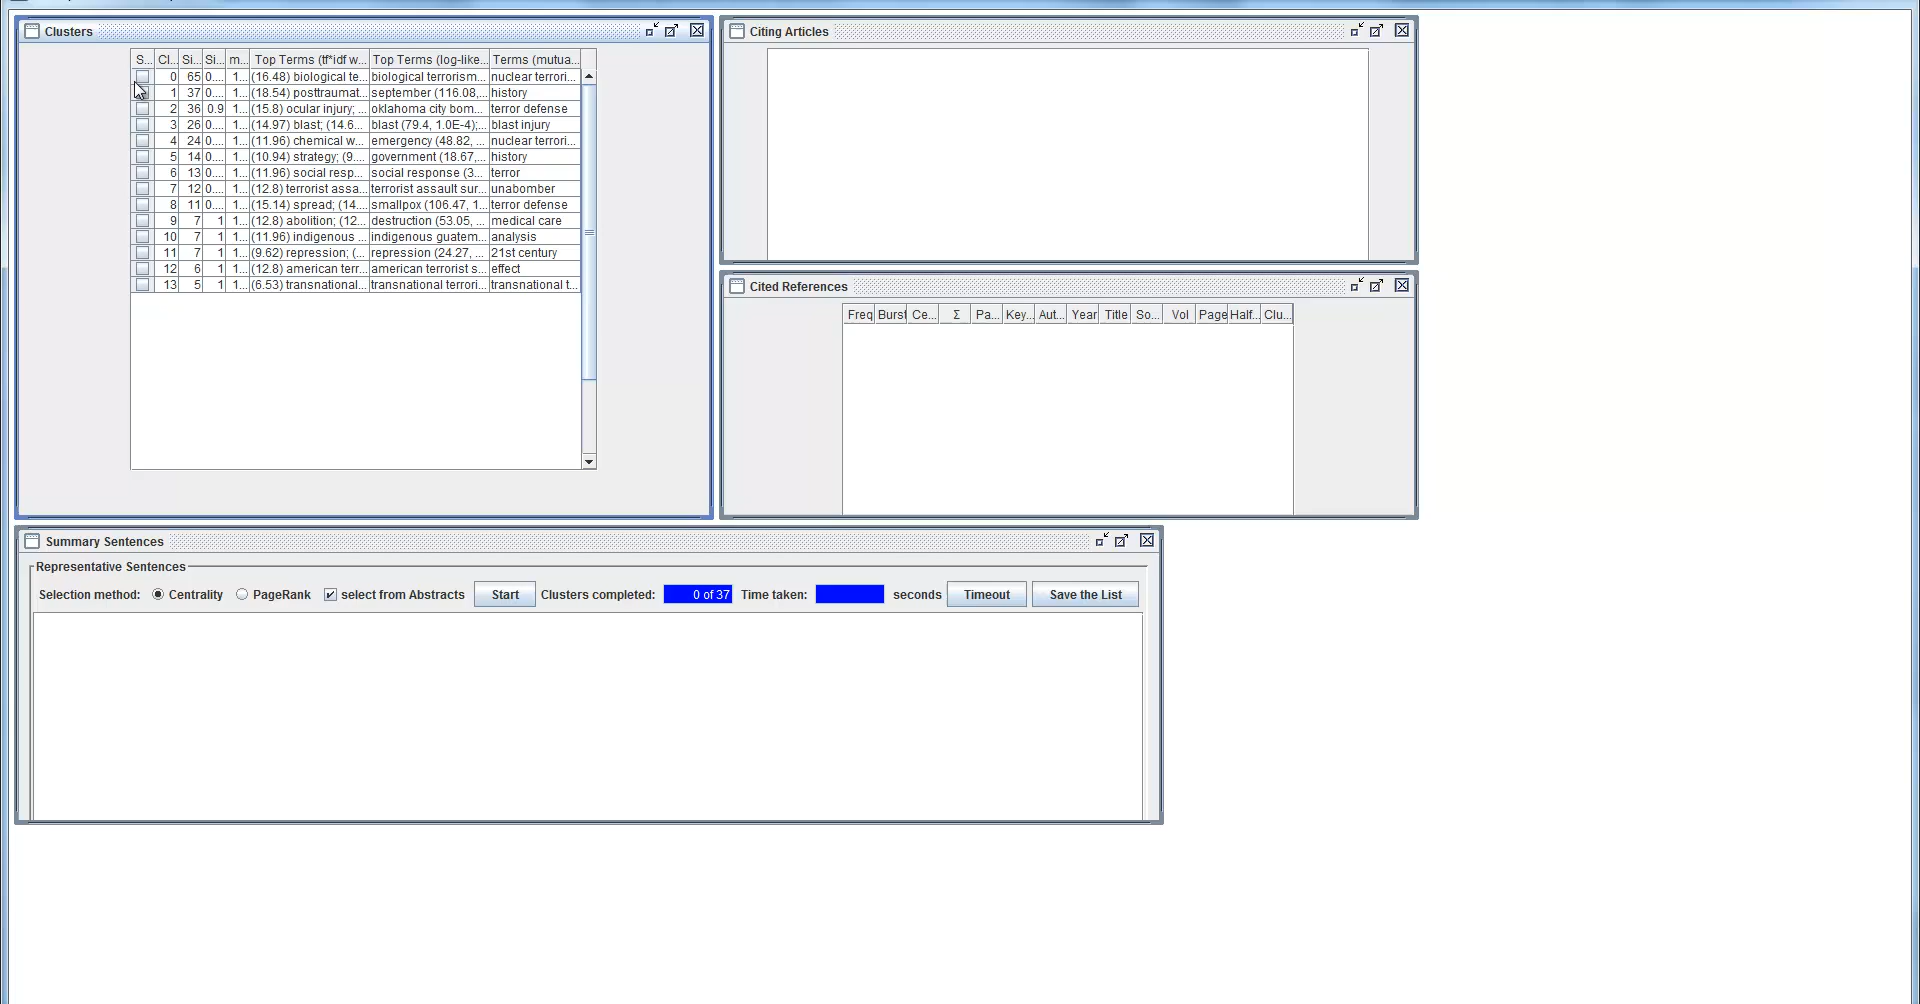 Clusters
S... Cl... Si... Si... m... Top Terms (tf*idf w... Top Terms (log-like... Terms (mutua...
0 65 0.... 1... (16.48) biological te... biological terrorism... nuclear terrori...
1 37 0.... 1... (18.54) posttraumat... september (116.08,... history
2 36 0.9 1... (15.8) ocular injury; ... oklahoma city bom... terror defense
3 26 0.... 1... (14.97) blast; (14.6... blast (79.4, 1.0E-4);... blast injury
4 24 0.... 1... (11.96) chemical w... emergency (48.82, ... nuclear terrori...
5 14 0.... 1... (10.94) strategy; (9.... government (18.67,... history
6 13 0.... 1... (11.96) social resp... social response (3... terror
7 12 0.... 1... (12.8) terrorist assa... terrorist assault sur... unabomber
8 11 0.... 1... (15.14) spread; (14.... smallpox (106.47, 1... terror defense
9 7 1 1... (12.8) abolition; (12... destruction (53.05, ... medical care
10 7 1 1... (11.96) indigenous ... indigenous guatem... analysis
11 7 1 1... (9.62) repression; (... repression (24.27, ... 21st century
12 6 1 1... (12.8) american terr... american terrorist s... effect
13 5 1 1... (6.53) transnational... transnational terrori... transnational t...
Citing Articles
Cited References
Freq Burst Ce... Σ Pa... Key... Aut... Year Title So... Vol Page Half... Clu...
Summary Sentences
Representative Sentences
Selection method: Centrality PageRank select from Abstracts Start Clusters completed: 0 of 37 Time taken: seconds Timeout Save the List